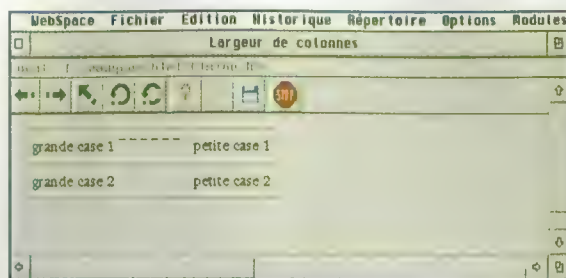 WebSpace Fichier Edition Historique Répertoire Options Modules
Largeur de colonnes
grande case 1 ------ petite case 1
grande case 2 petite case 2